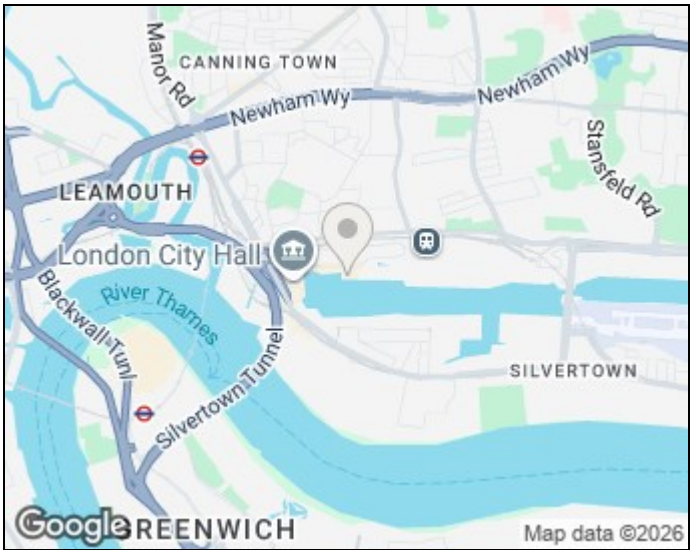 Manor Rd
CANNING TOWN
Newham Wy
Newham Wy
Stansfeld Rd
LEAMOUTH
London City Hall
River Thames
Blackwall Tunl
Silvertown Tunnel
SILVERTOWN
GREENWICH
Google
Map data ©2026